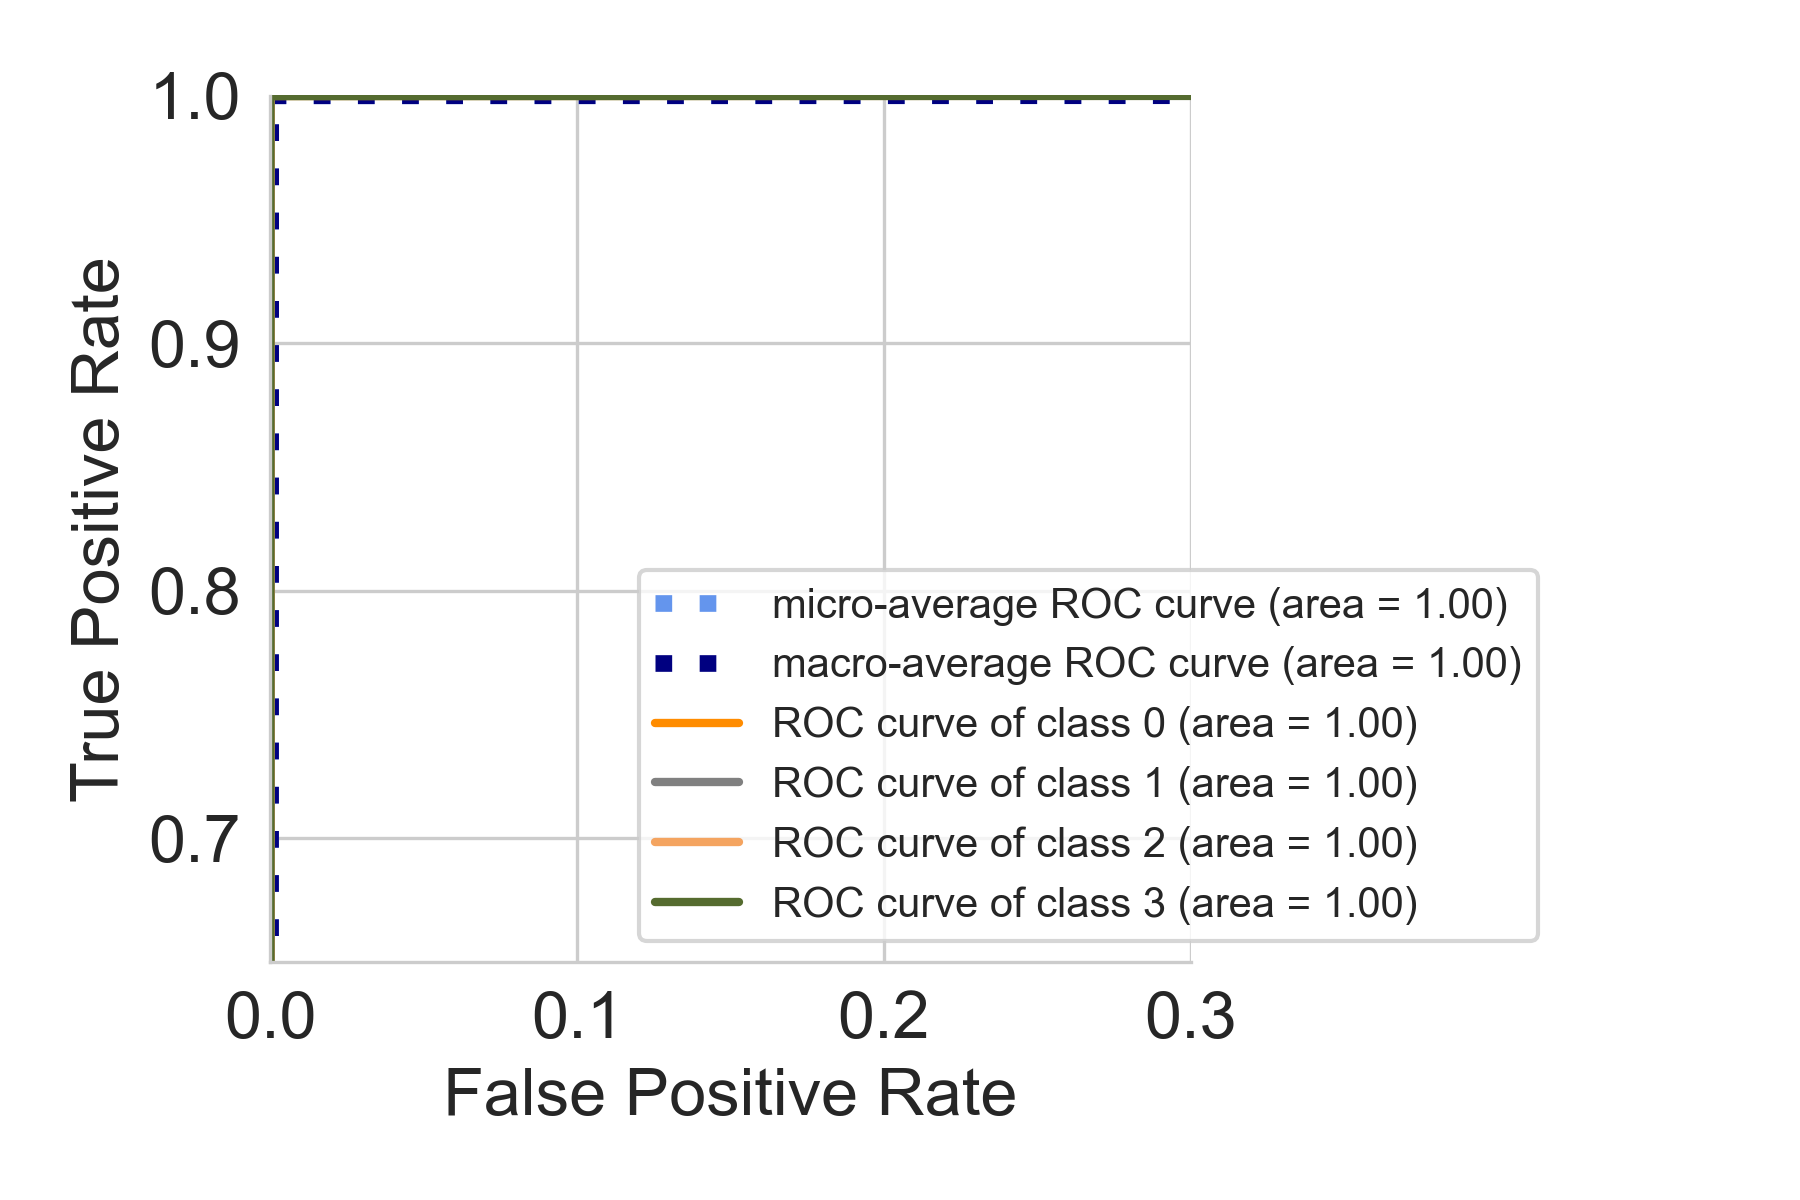 1.0
0.9
0.8
0.7
True Positive Rate
micro-average ROC curve (area = 1.00)
macro-average ROC curve (area = 1.00)
ROC curve of class 0 (area = 1.00)
ROC curve of class 1 (area = 1.00)
ROC curve of class 2 (area = 1.00)
ROC curve of class 3 (area = 1.00)
0.0 0.1 0.2 0.3
False Positive Rate